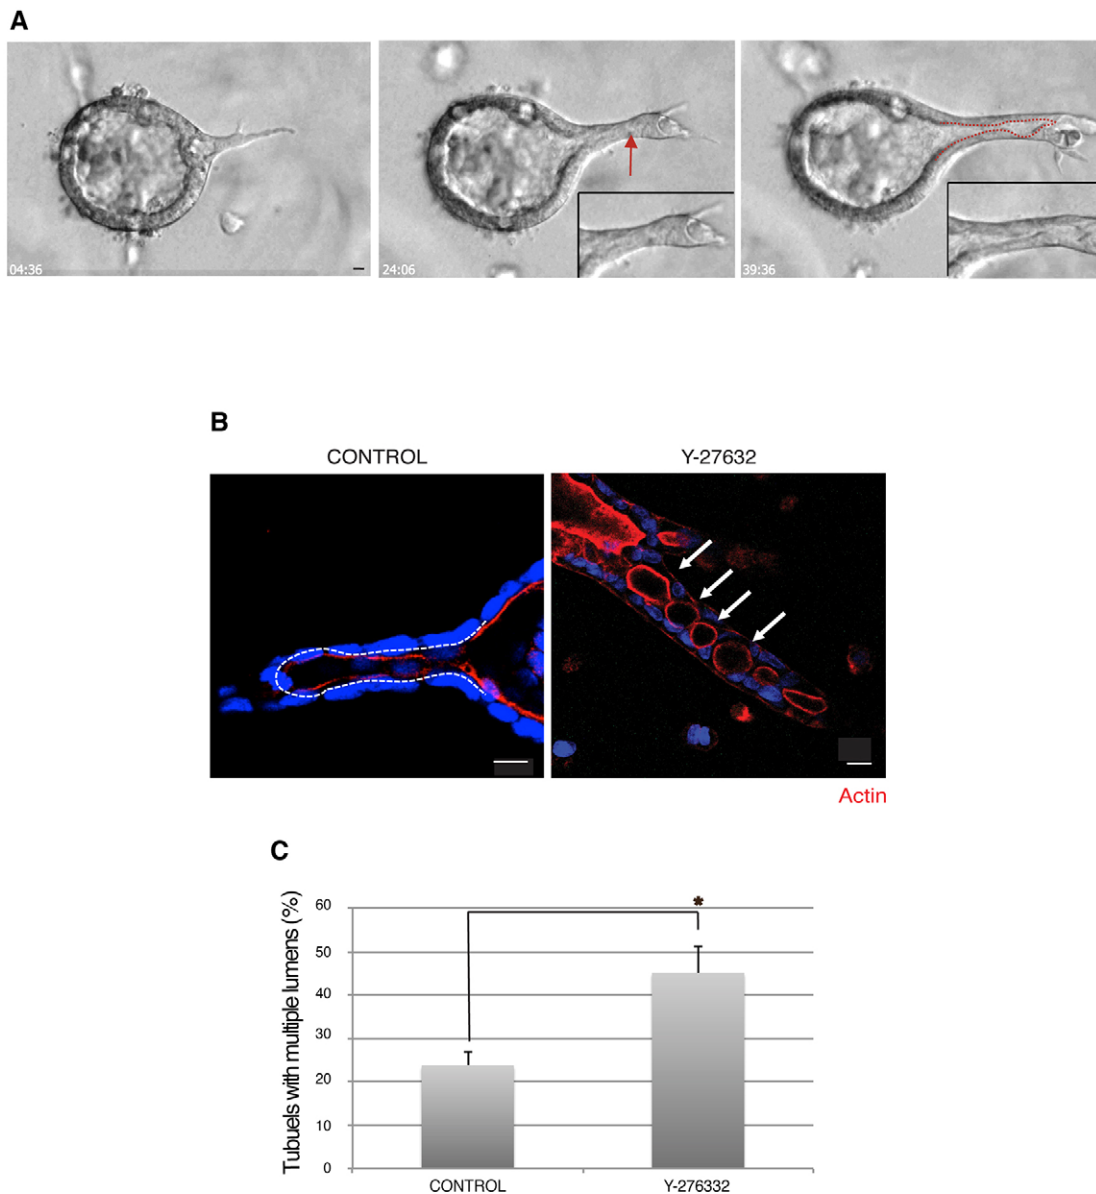 A
04:36
24:06
39:36
B
CONTROL Y-27632
Actin
C
Tubuels with multiple lumens (%)
60
50
40
30
20
10
0
*
CONTROL Y-276332